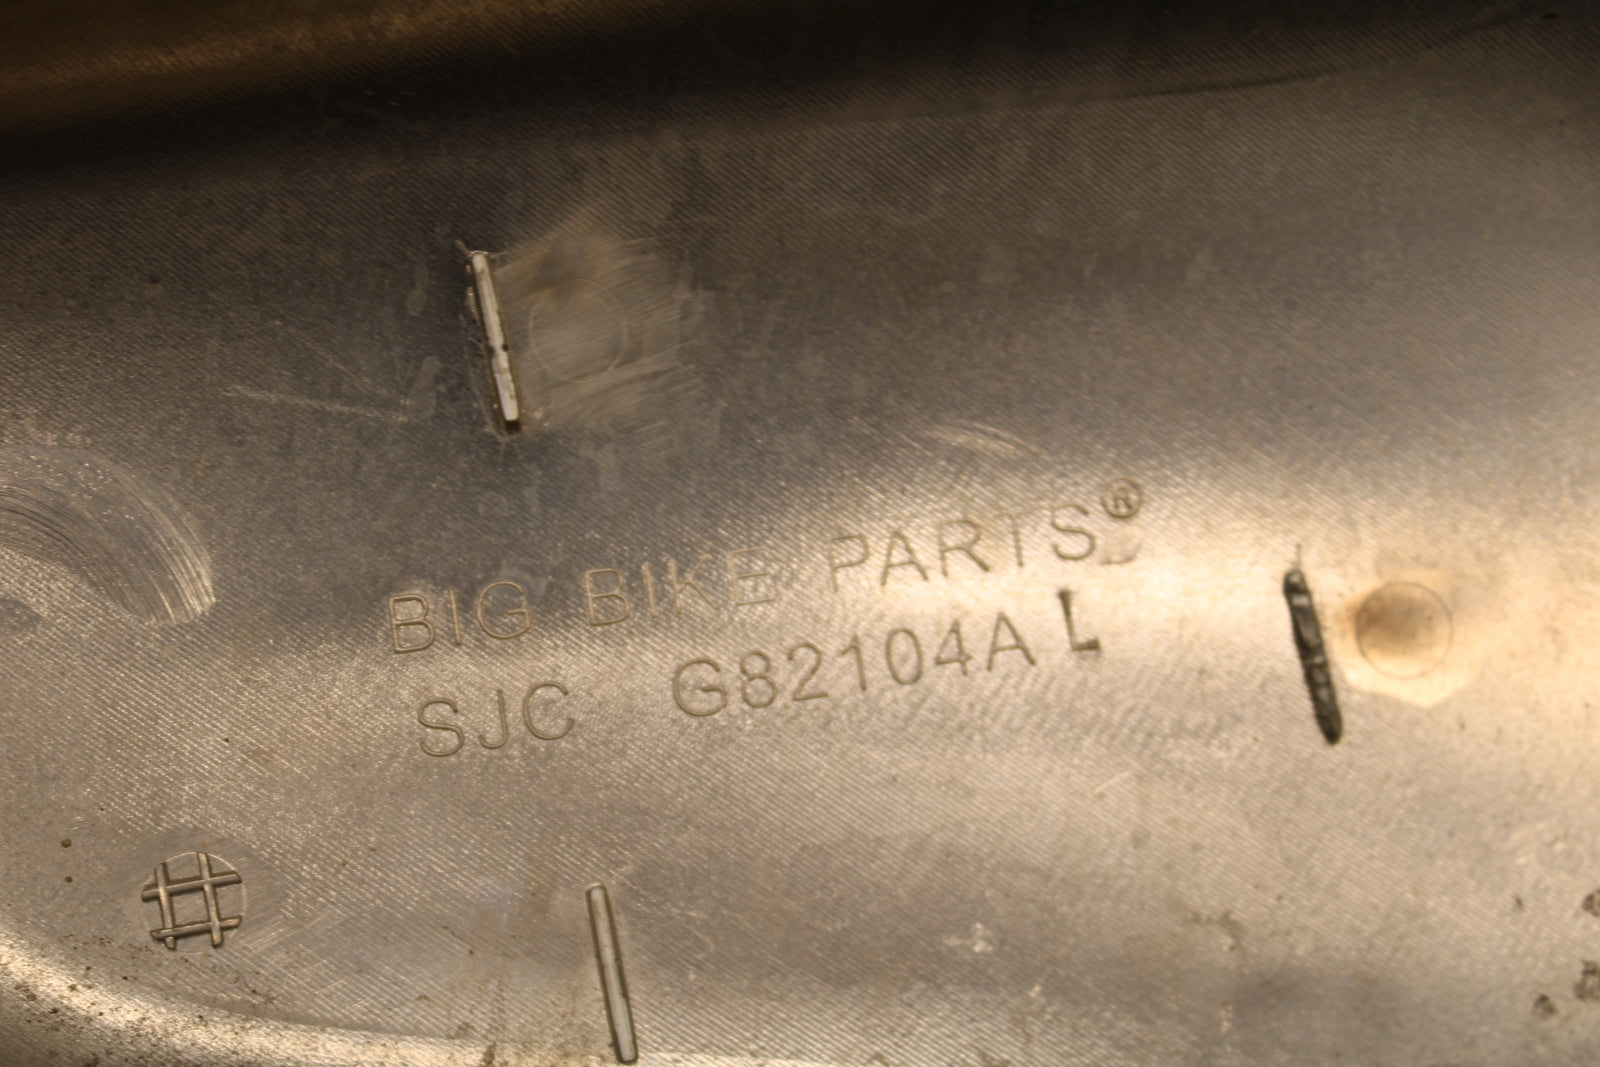 BIG BIKE PARTS®
SJC G82104A L